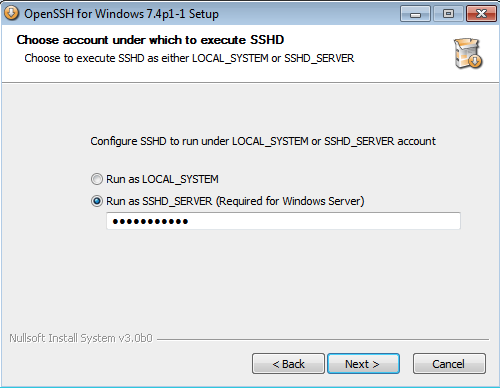 OpenSSH for Windows 7.4p1-1 Setup
Choose account under which to execute SSHD
Choose to execute SSHD as either LOCAL_SYSTEM or SSHD_SERVER
Configure SSHD to run under LOCAL_SYSTEM or SSHD_SERVER account
Run as LOCAL_SYSTEM
Run as SSHD_SERVER (Required for Windows Server)
●●●●●●●●●●●
Nullsoft Install System v3.0b0
< Back Next > Cancel